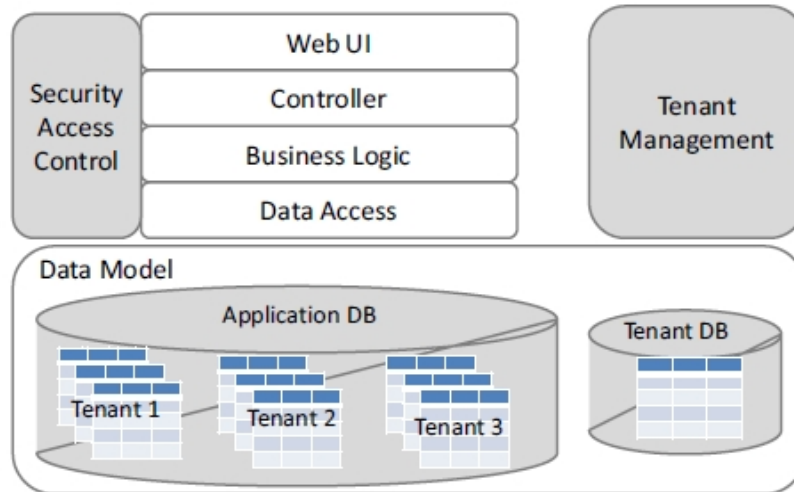 Web UI
Security
Access
Control
Controller
Business Logic
Data Access
Tenant
Management
Data Model
Application DB
Tenant DB
Tenant 1
Tenant 2
Tenant 3